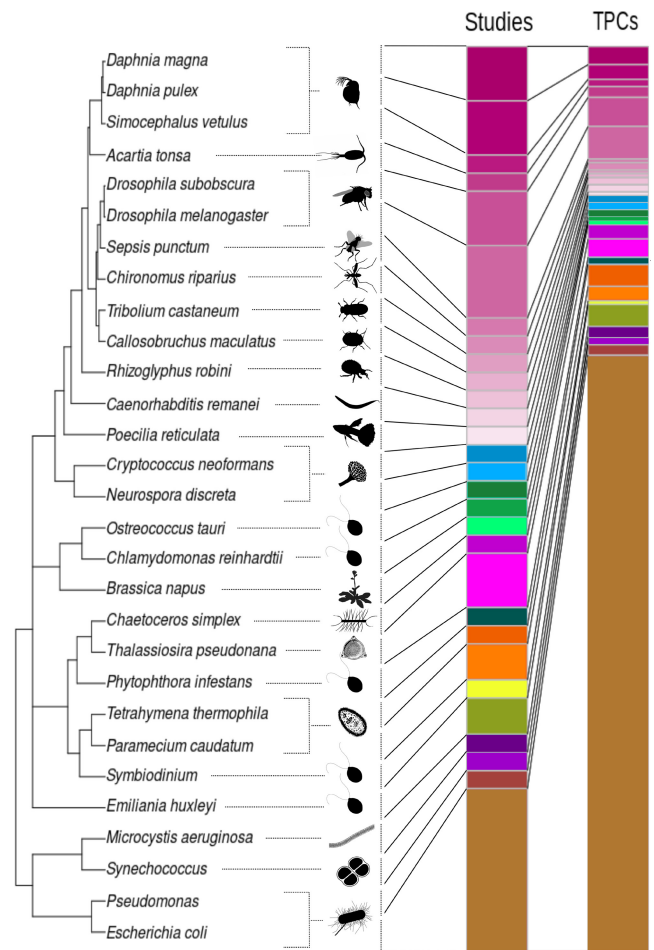 Studies TPCs
Daphnia magna
Daphnia pulex
Simocephalus vetulus
Acartia tonsa
Drosophila subobscura
Drosophila melanogaster
Sepsis punctum
Chironomus riparius
Tribolium castaneum
Callosobruchus maculatus
Rhizoglyphus robini
Caenorhabditis remanei
Poecilia reticulata
Cryptococcus neoformans
Neurospora discreta
Ostreococcus tauri
Chlamydomonas reinhardtii
Brassica napus
Chaetoceros simplex
Thalassiosira pseudonana
Phytophthora infestans
Tetrahymena thermophila
Paramecium caudatum
Symbiodinium
Emiliania huxleyi
Microcystis aeruginosa
Synechococcus
Pseudomonas
Escherichia coli